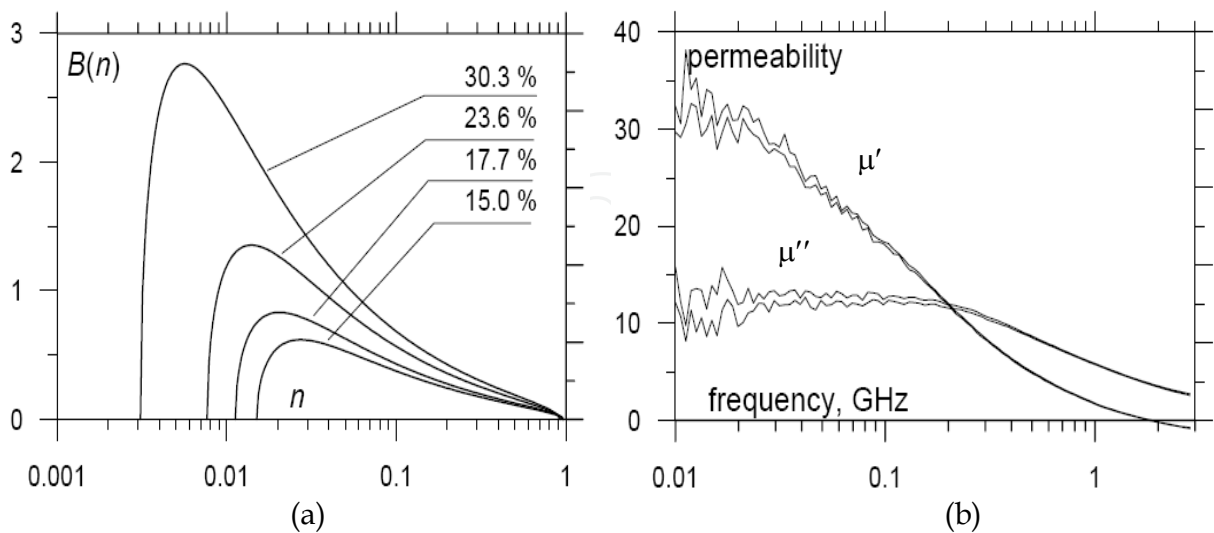 3
B(n)
30.3 %
23.6 %
17.7 %
15.0 %
2
1
n
0
0.001
0.01
0.1
1
(a)
40
permeability
30
μ′
20
μ′′
10
frequency, GHz
0
0.01
0.1
1
(b)